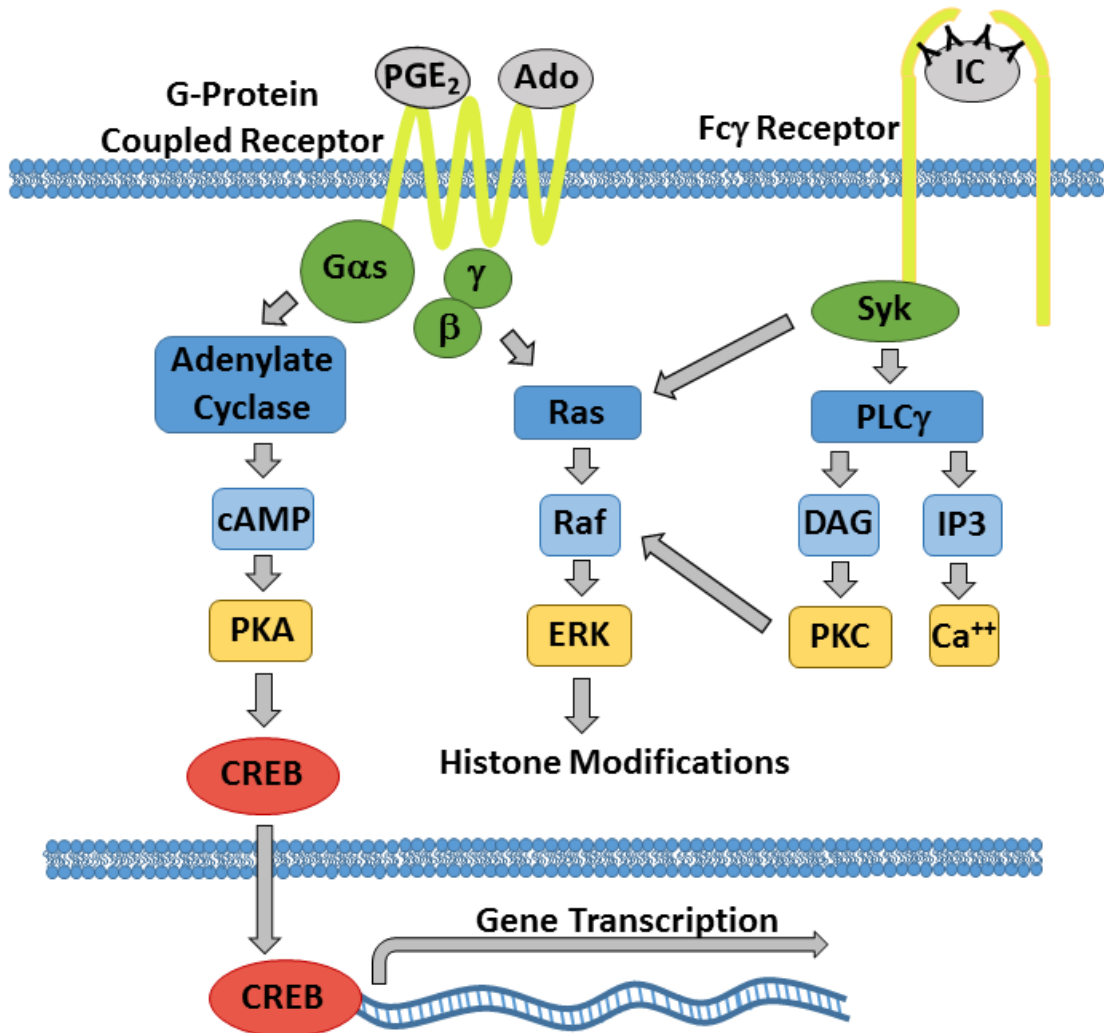 G-Protein
Coupled Receptor
PGE₂
Ado
Fcγ Receptor
IC
Gαs
γ
β
Syk
Adenylate
Cyclase
Ras
PLCγ
cAMP
Raf
DAG
IP3
PKA
ERK
PKC
Ca⁺⁺
CREB
Histone Modifications
Gene Transcription
CREB